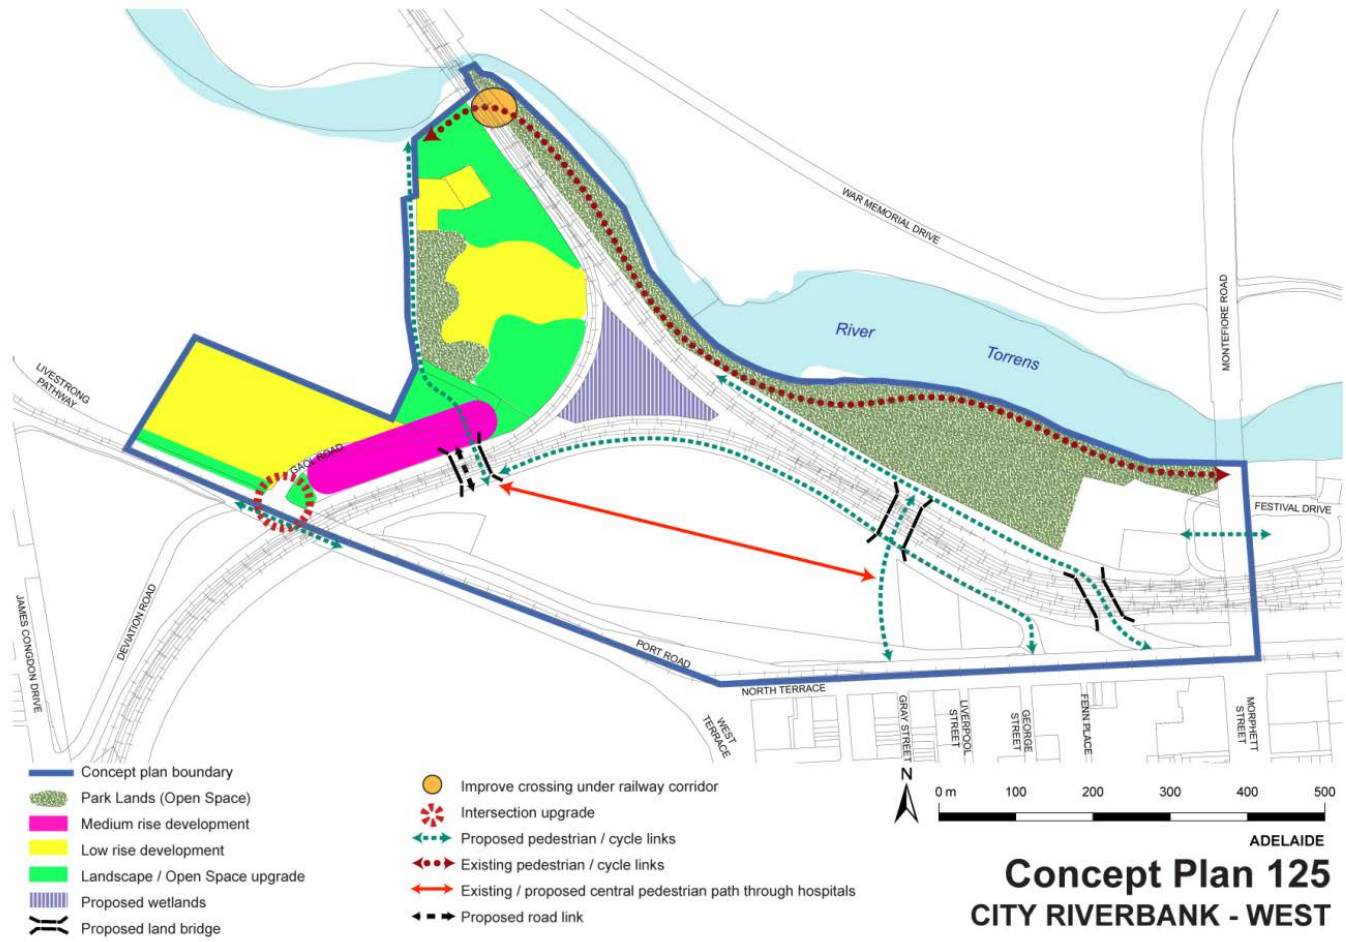 WAR MEMORIAL DRIVE
MONTEFIORE ROAD
River
Torrens
LIVESTRONG
PATHWAY
GAOL ROAD
FESTIVAL DRIVE
JAMES CONGDON DRIVE
DEVIATION ROAD
PORT ROAD
NORTH TERRACE
WEST
TERRACE
GRAY STREET
LIVERPOOL
STREET
GEORGE
STREET
FENN PLACE
MORPHETT
STREET
Concept plan boundary
Park Lands (Open Space)
Medium rise development
Low rise development
Landscape / Open Space upgrade
Proposed wetlands
Proposed land bridge
Improve crossing under railway corridor
Intersection upgrade
Proposed pedestrian / cycle links
Existing pedestrian / cycle links
Existing / proposed central pedestrian path through hospitals
Proposed road link
N
0 m 100 200 300 400 500
ADELAIDE
Concept Plan 125
CITY RIVERBANK - WEST